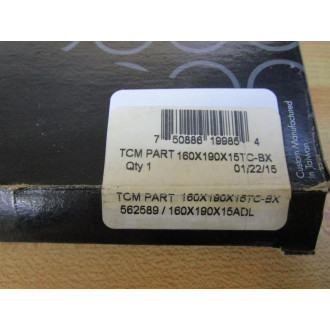 7 50886 19985 4
TCM PART 160X190X15TC-BX
Qty 1 01/22/15
TCM PART 160X190X15TC-BX
562589 / 160X190X15ADL
Custom Manufactured
in Taiwan